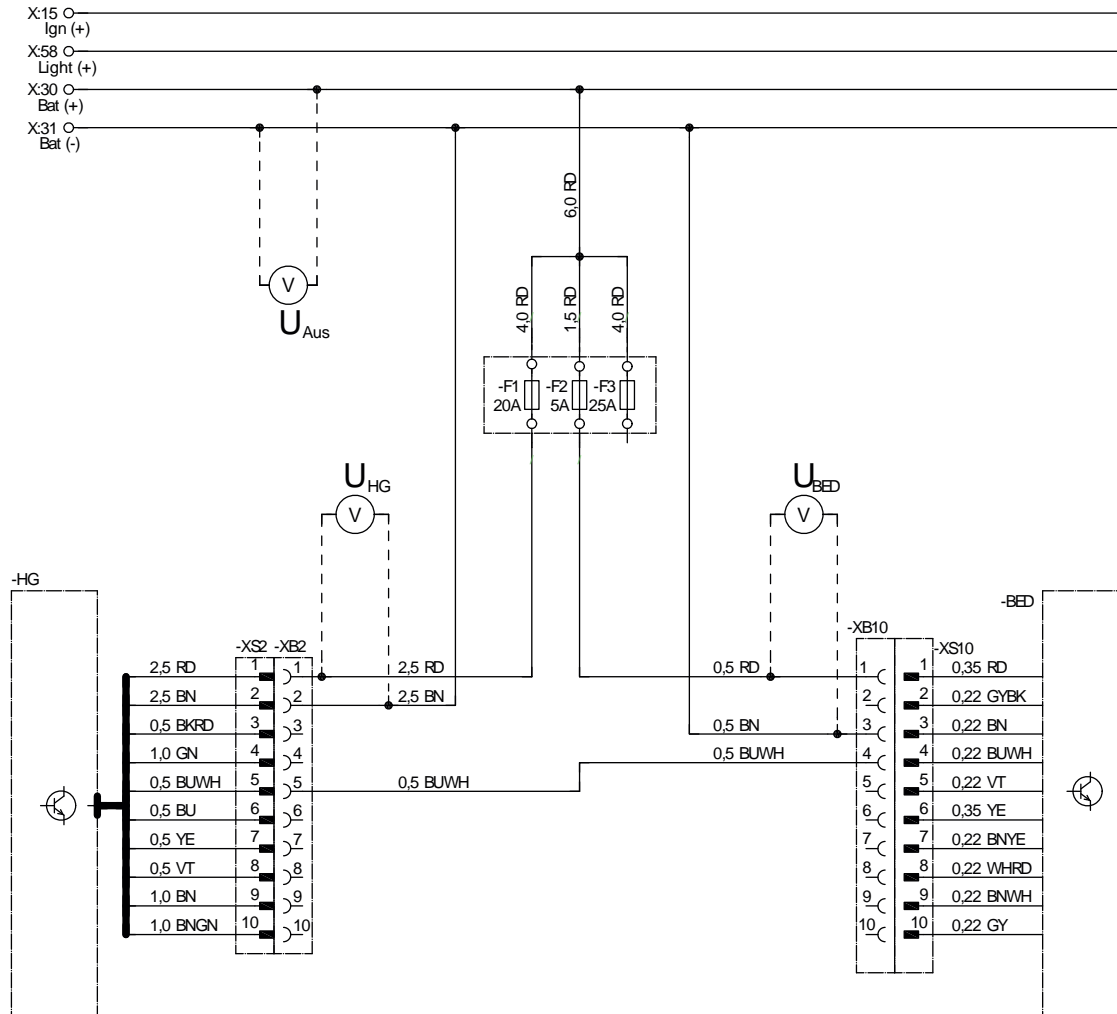 X:15
Ign (+)
X:58
Light (+)
X:30
Bat (+)
X:31
Bat (-)
6,0 RD
4,0 RD
1,5 RD
4,0 RD
V
UAus
-F1
20A
-F2
5A
-F3
25A
UHG
V
UBED
V
-HG
-BED
-XS2 -XB2
-XB10
-XS10
2,5 RD 1 1 2,5 RD
2,5 BN 2 2 2,5 BN
0,5 BKRD 3 3
1,0 GN 4 4
0,5 BUWH 5 5 0,5 BUWH
0,5 BU 6 6
0,5 YE 7 7
0,5 VT 8 8
1,0 BN 9 9
1,0 BNGN 10 10
0,5 RD 1 1 0,35 RD
2 2 0,22 GYBK
0,5 BN 3 3 0,22 BN
0,5 BUWH 4 4 0,22 BUWH
5 5 0,22 VT
6 6 0,35 YE
7 7 0,22 BNYE
8 8 0,22 WHRD
9 9 0,22 BNWH
10 10 0,22 GY